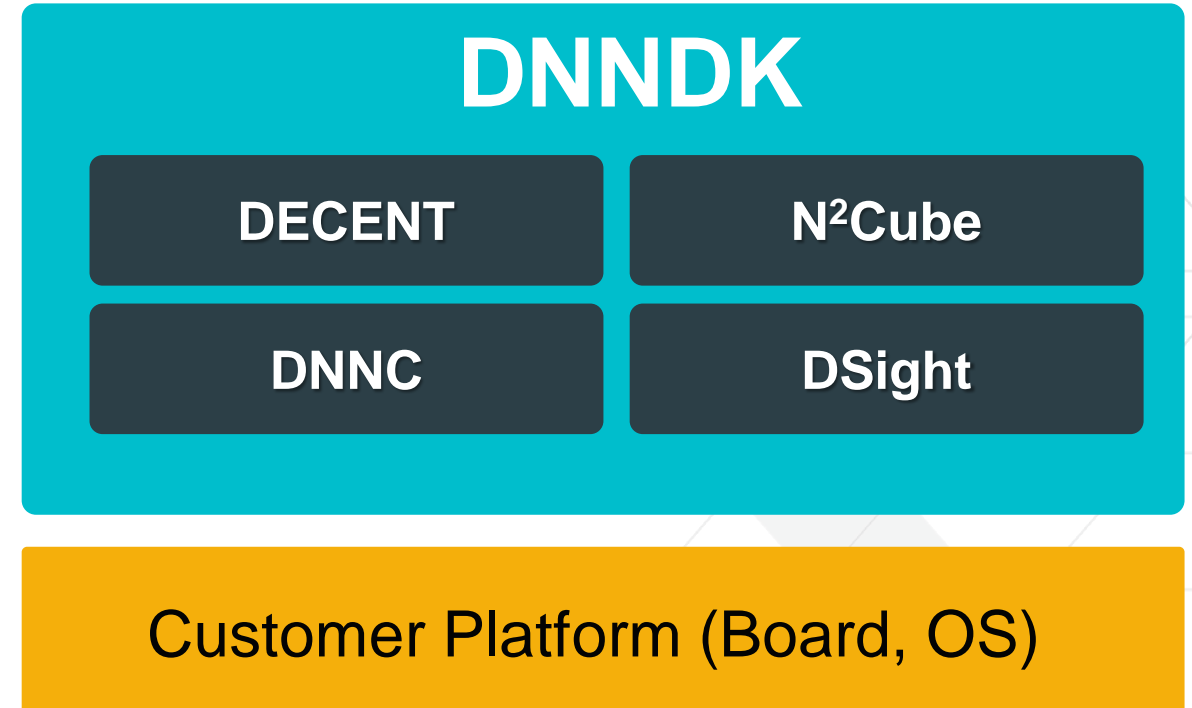 DNNDK
DECENT
N²Cube
DNNC
DSight
Customer Platform (Board, OS)